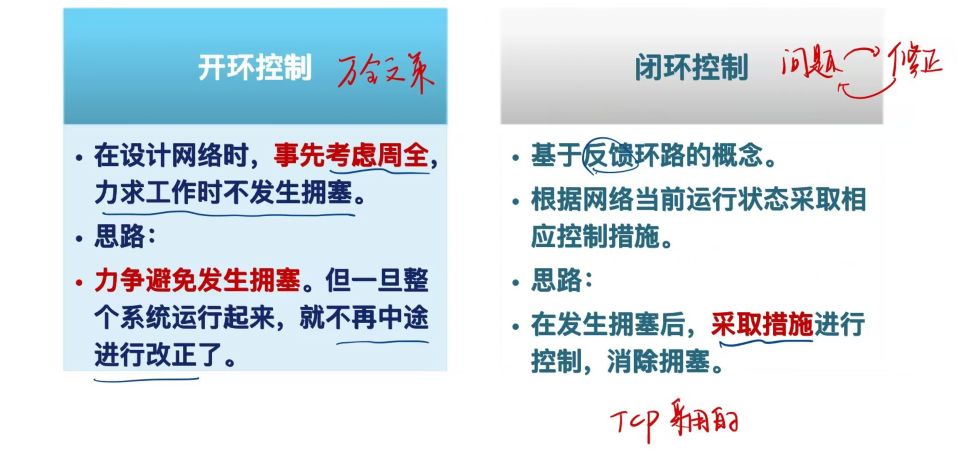 开环控制 万全之策
• 在设计网络时，事先考虑周全，
力求工作时不发生拥塞。
• 思路：
• 力争避免发生拥塞。但一旦整
个系统运行起来，就不再中途
进行改正了。
闭环控制 问题 修正
• 基于反馈环路的概念。
• 根据网络当前运行状态采取相
应控制措施。
• 思路：
• 在发生拥塞后，采取措施进行
控制，消除拥塞。
TCP 采用的